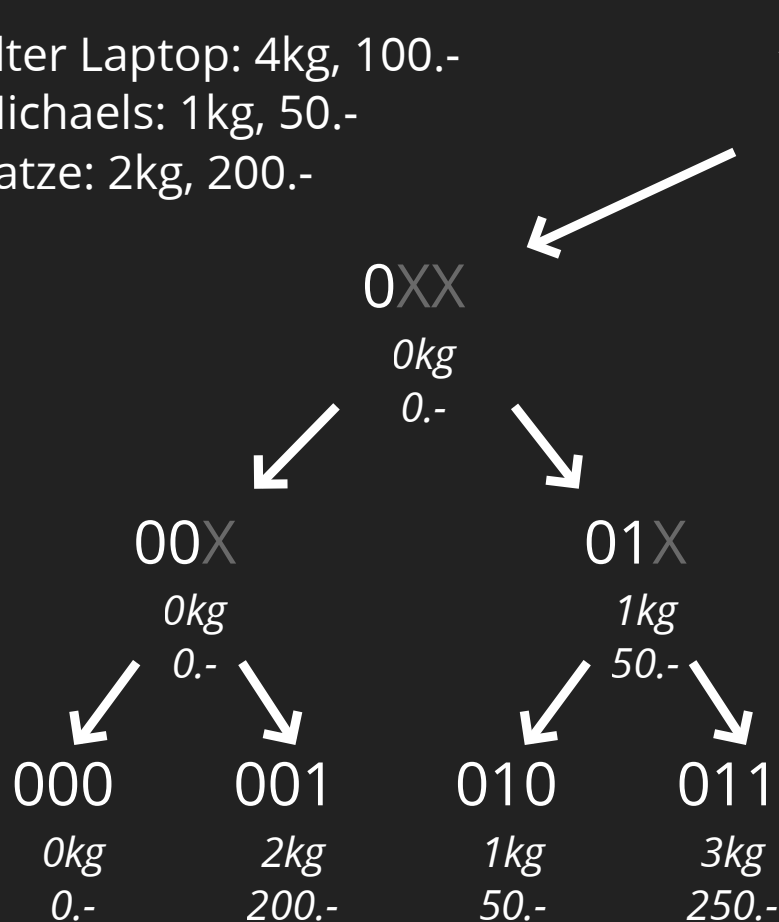 lter Laptop: 4kg, 100.-
lichaels: 1kg, 50.-
atze: 2kg, 200.-
0XX
0kg
0.-
00X 01X
0kg 1kg
0.- 50.-
000 001 010 011
0kg 2kg 1kg 3kg
0.- 200.- 50.- 250.-